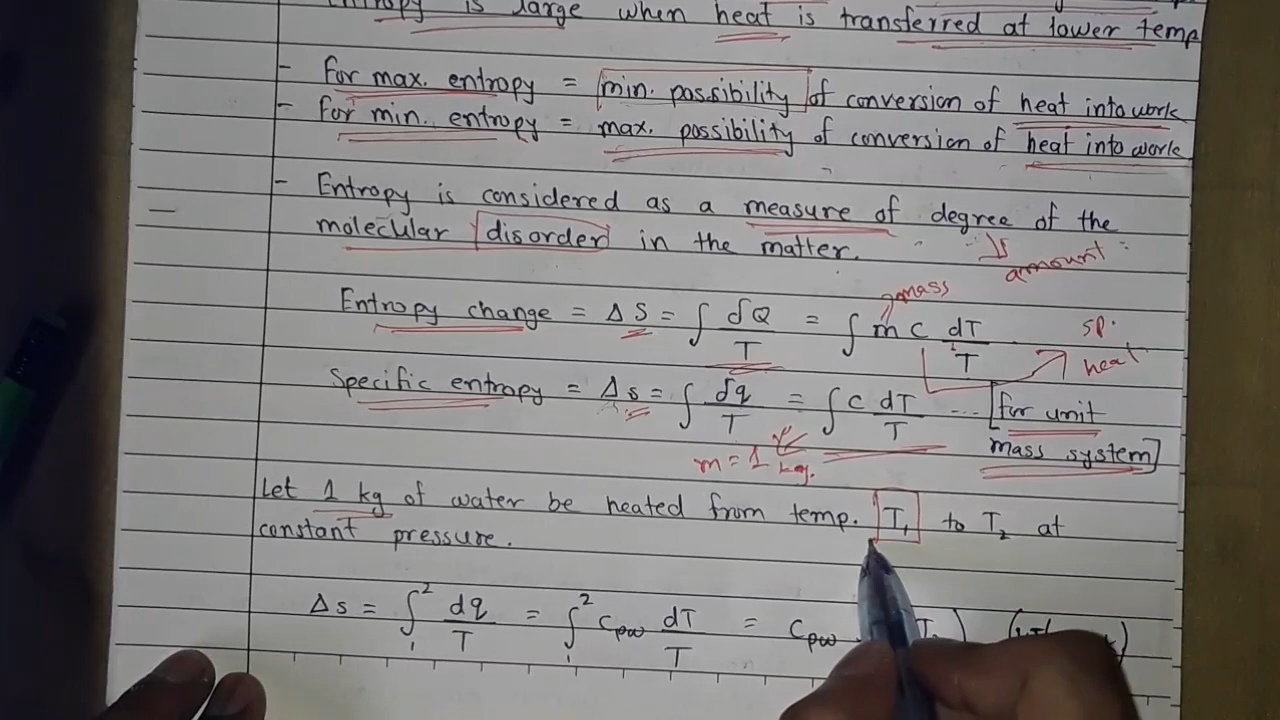 Entropy is large when heat is transferred at lower temp
- For max. entropy = min. possibility of conversion of heat into work
- For min. entropy = max. possibility of conversion of heat into work
- Entropy is considered as a measure of degree of the
molecular disorder in the matter.
amount
mass
Entropy change = ΔS = ∫ δQ/T = ∫ m c dT/T
sp. heat
Specific entropy = Δs = ∫ δq/T = ∫ c dT/T ... [for unit
mass system]
m = 1 kg.
Let 1 kg of water be heated from temp. T₁ to T₂ at
constant pressure.
Δs = ∫₁² dq/T = ∫₁² Cpw dT/T = Cpw